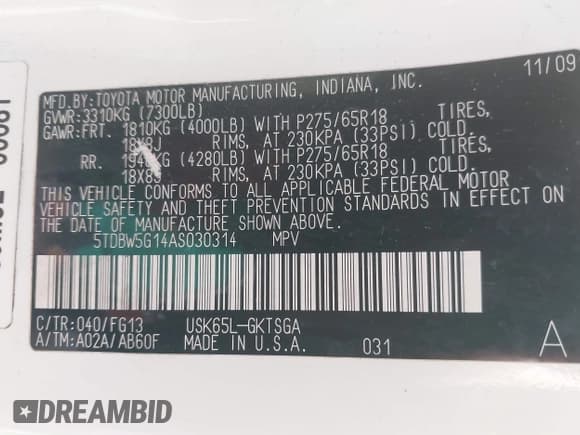 MFD.BY:TOYOTA MOTOR MANUFACTURING, INDIANA, INC. 11/09
GVWR:3310KG (7300LB)
GAWR:FRT. 1810KG (4000LB) WITH P275/65R18 TIRES,
RIMS, AT 230KPA (33PSI) COLD.
RR. (4280LB) WITH P275/65R18 TIRES,
RIMS, AT 230KPA (33PSI) COLD.
THIS VEHICLE CONFORMS TO ALL APPLICABLE FEDERAL MOTOR
VEHICLE SAFETY AND THEFT PREVENTION STANDARDS IN EFFECT ON
THE DATE OF MANUFACTURE SHOWN ABOVE.
5TDBW5G14AS030314 MPV
C/TR:040/FG13 USK65L-GKTSGA
A/TM:A02A/AB60F MADE IN U.S.A. 031 A
DREAMBID